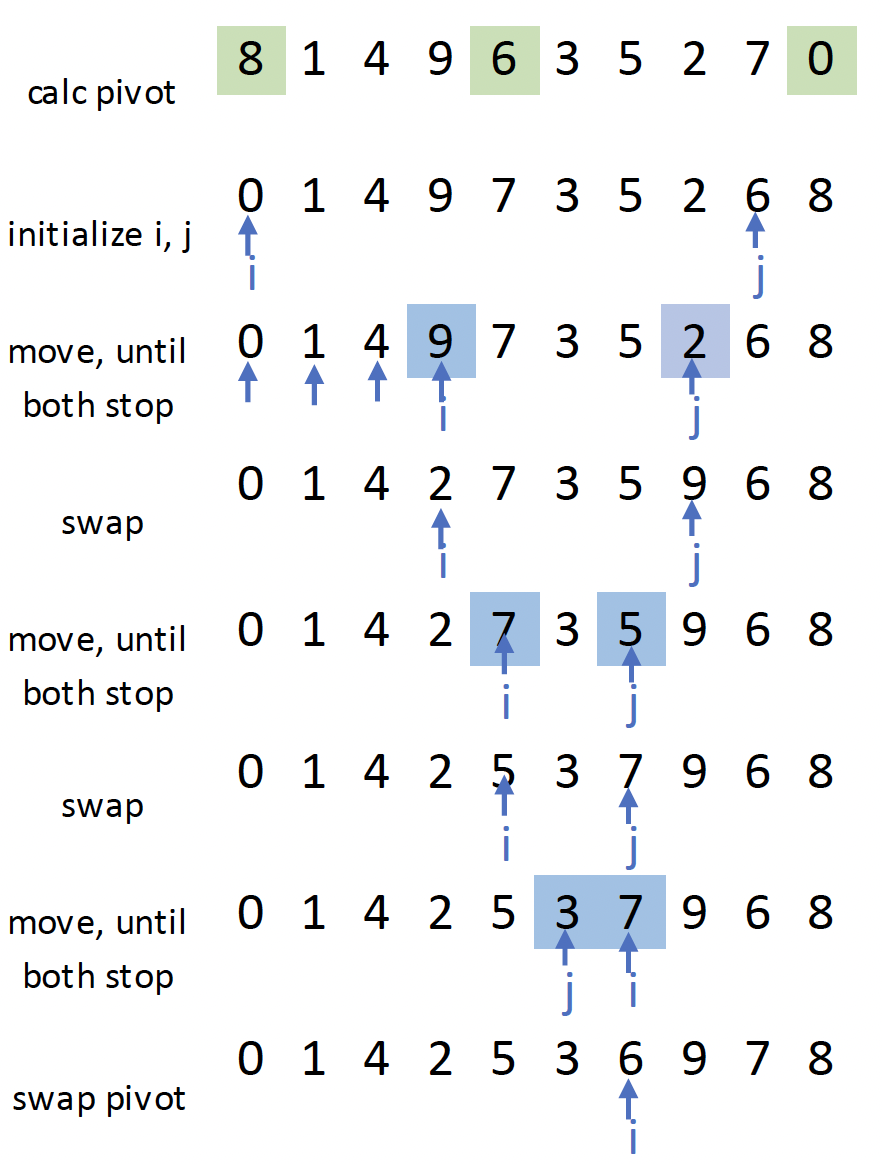 8 1 4 9 6 3 5 2 7 0
calc pivot
0 1 4 9 7 3 5 2 6 8
initialize i, j
i j
0 1 4 9 7 3 5 2 6 8
move, until
both stop
i j
0 1 4 2 7 3 5 9 6 8
swap
i j
0 1 4 2 7 3 5 9 6 8
move, until
both stop
i j
0 1 4 2 5 3 7 9 6 8
swap
i j
0 1 4 2 5 3 7 9 6 8
move, until
both stop
j i
0 1 4 2 5 3 6 9 7 8
swap pivot
i